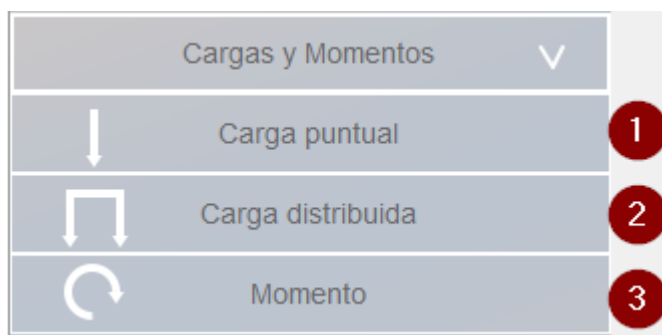 Cargas y Momentos
Carga puntual 1
Carga distribuida 2
Momento 3